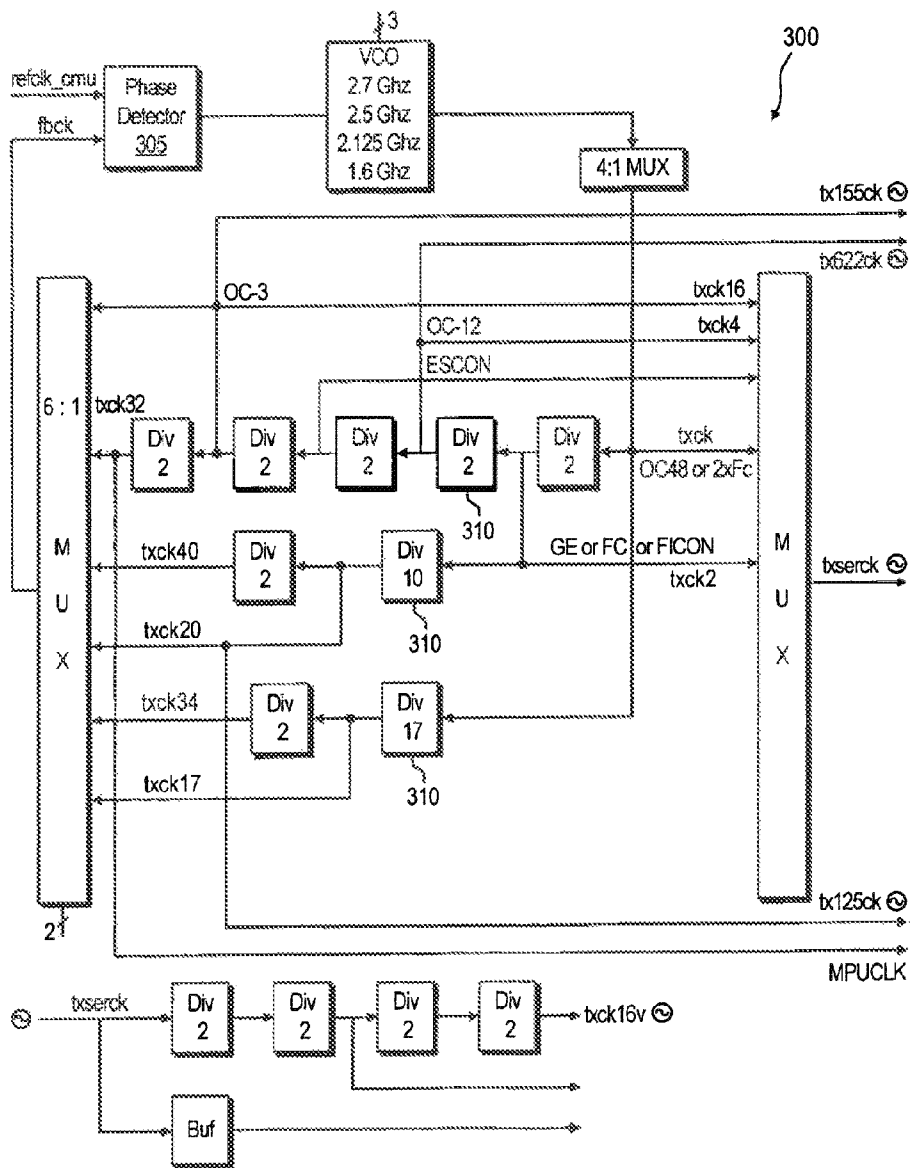 3
300
VCO
2.7 Ghz
2.5 Ghz
2.125 Ghz
1.6 Ghz
refclk_cmu
Phase
Detector
305
fbck
4:1 MUX
tx155ck
tx622ck
OC-3
txck16
OC-12
txck4
ESCON
6 : 1
M
U
X
txck32
Div
2
Div
2
Div
2
Div
2
310
Div
2
txck
OC48 or 2xFc
txck40
Div
2
Div
10
310
GE or FC or FICON
txck2
M
U
X
txserck
txck20
txck34
Div
2
Div
17
310
txck17
21
tx125ck
MPUCLK
txserck
Div
2
Div
2
Div
2
Div
2
txck16v
Buf